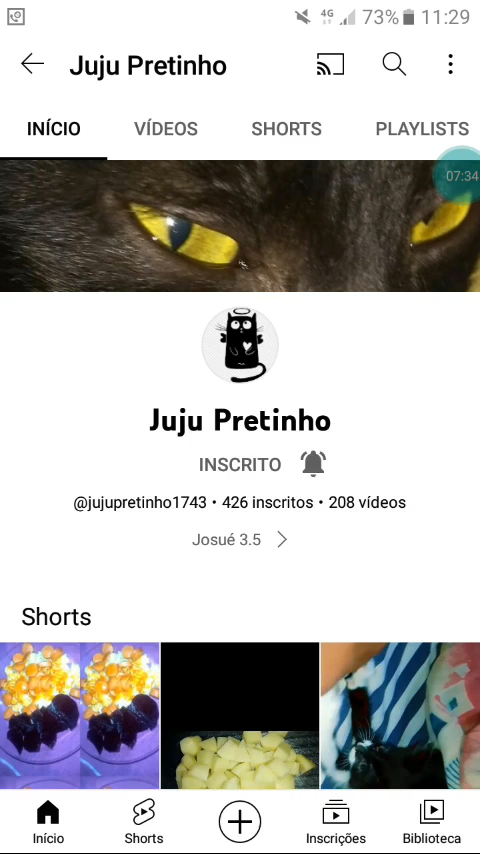 4G 73% 11:29
Juju Pretinho
INÍCIO VÍDEOS SHORTS PLAYLISTS
07:34
Juju Pretinho
INSCRITO
@jujupretinho1743 • 426 inscritos • 208 vídeos
Josué 3.5
Shorts
Início Shorts Inscrições Biblioteca